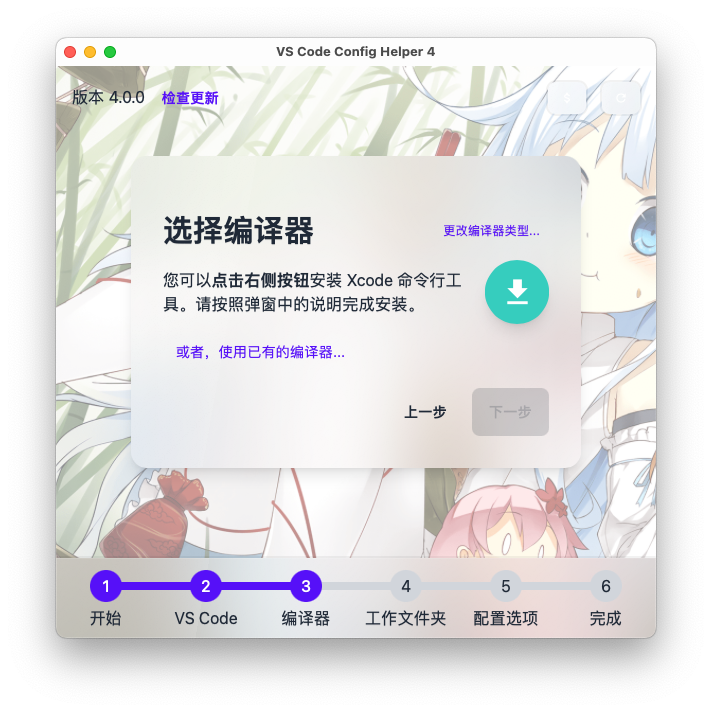 VS Code Config Helper 4
版本 4.0.0 检查更新
选择编译器
更改编译器类型...
您可以点击右侧按钮安装 Xcode 命令行工
具。请按照弹窗中的说明完成安装。
或者，使用已有的编译器...
上一步 下一步
1 2 3 4 5 6
开始 VS Code 编译器 工作文件夹 配置选项 完成